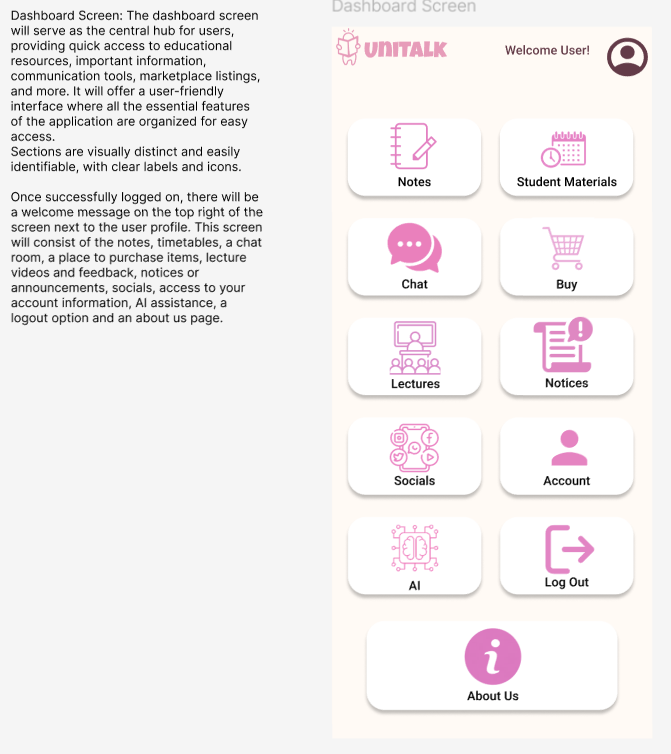 Dashboard Screen: The dashboard screen
will serve as the central hub for users,
providing quick access to educational
resources, important information,
communication tools, marketplace listings,
and more. It will offer a user-friendly
interface where all the essential features
of the application are organized for easy
access.
Sections are visually distinct and easily
identifiable, with clear labels and icons.
Once successfully logged on, there will be
a welcome message on the top right of the
screen next to the user profile. This screen
will consist of the notes, timetables, a chat
room, a place to purchase items, lecture
videos and feedback, notices or
announcements, socials, access to your
account information, AI assistance, a
logout option and an about us page.
Dashboard Screen
UNITALK
Welcome User!
Notes
Student Materials
Chat
Buy
Lectures
Notices
Socials
Account
AI
Log Out
About Us